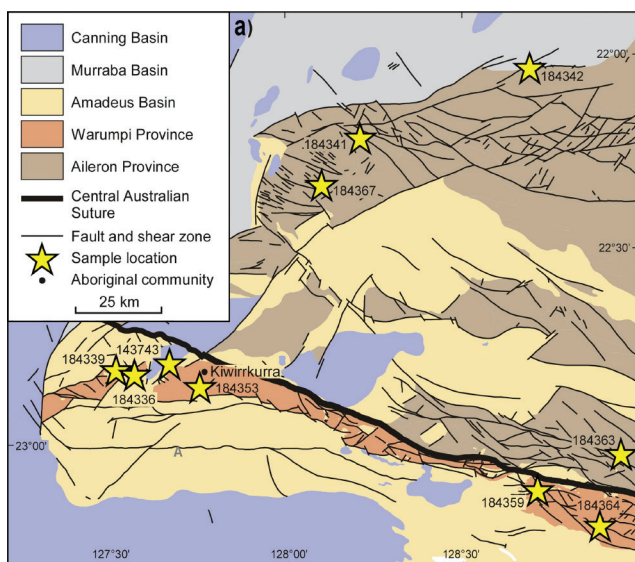 a)
Canning Basin
Murraba Basin
Amadeus Basin
Warumpi Province
Aileron Province
Central Australian
Suture
Fault and shear zone
Sample location
Aboriginal community
25 km
22°00'
184342
184341
184367
22°30'
184339
143743
Kiwirrkurra
184336
184353
23°00'
A
184363
184359
184364
127°30'
128°00'
128°30'